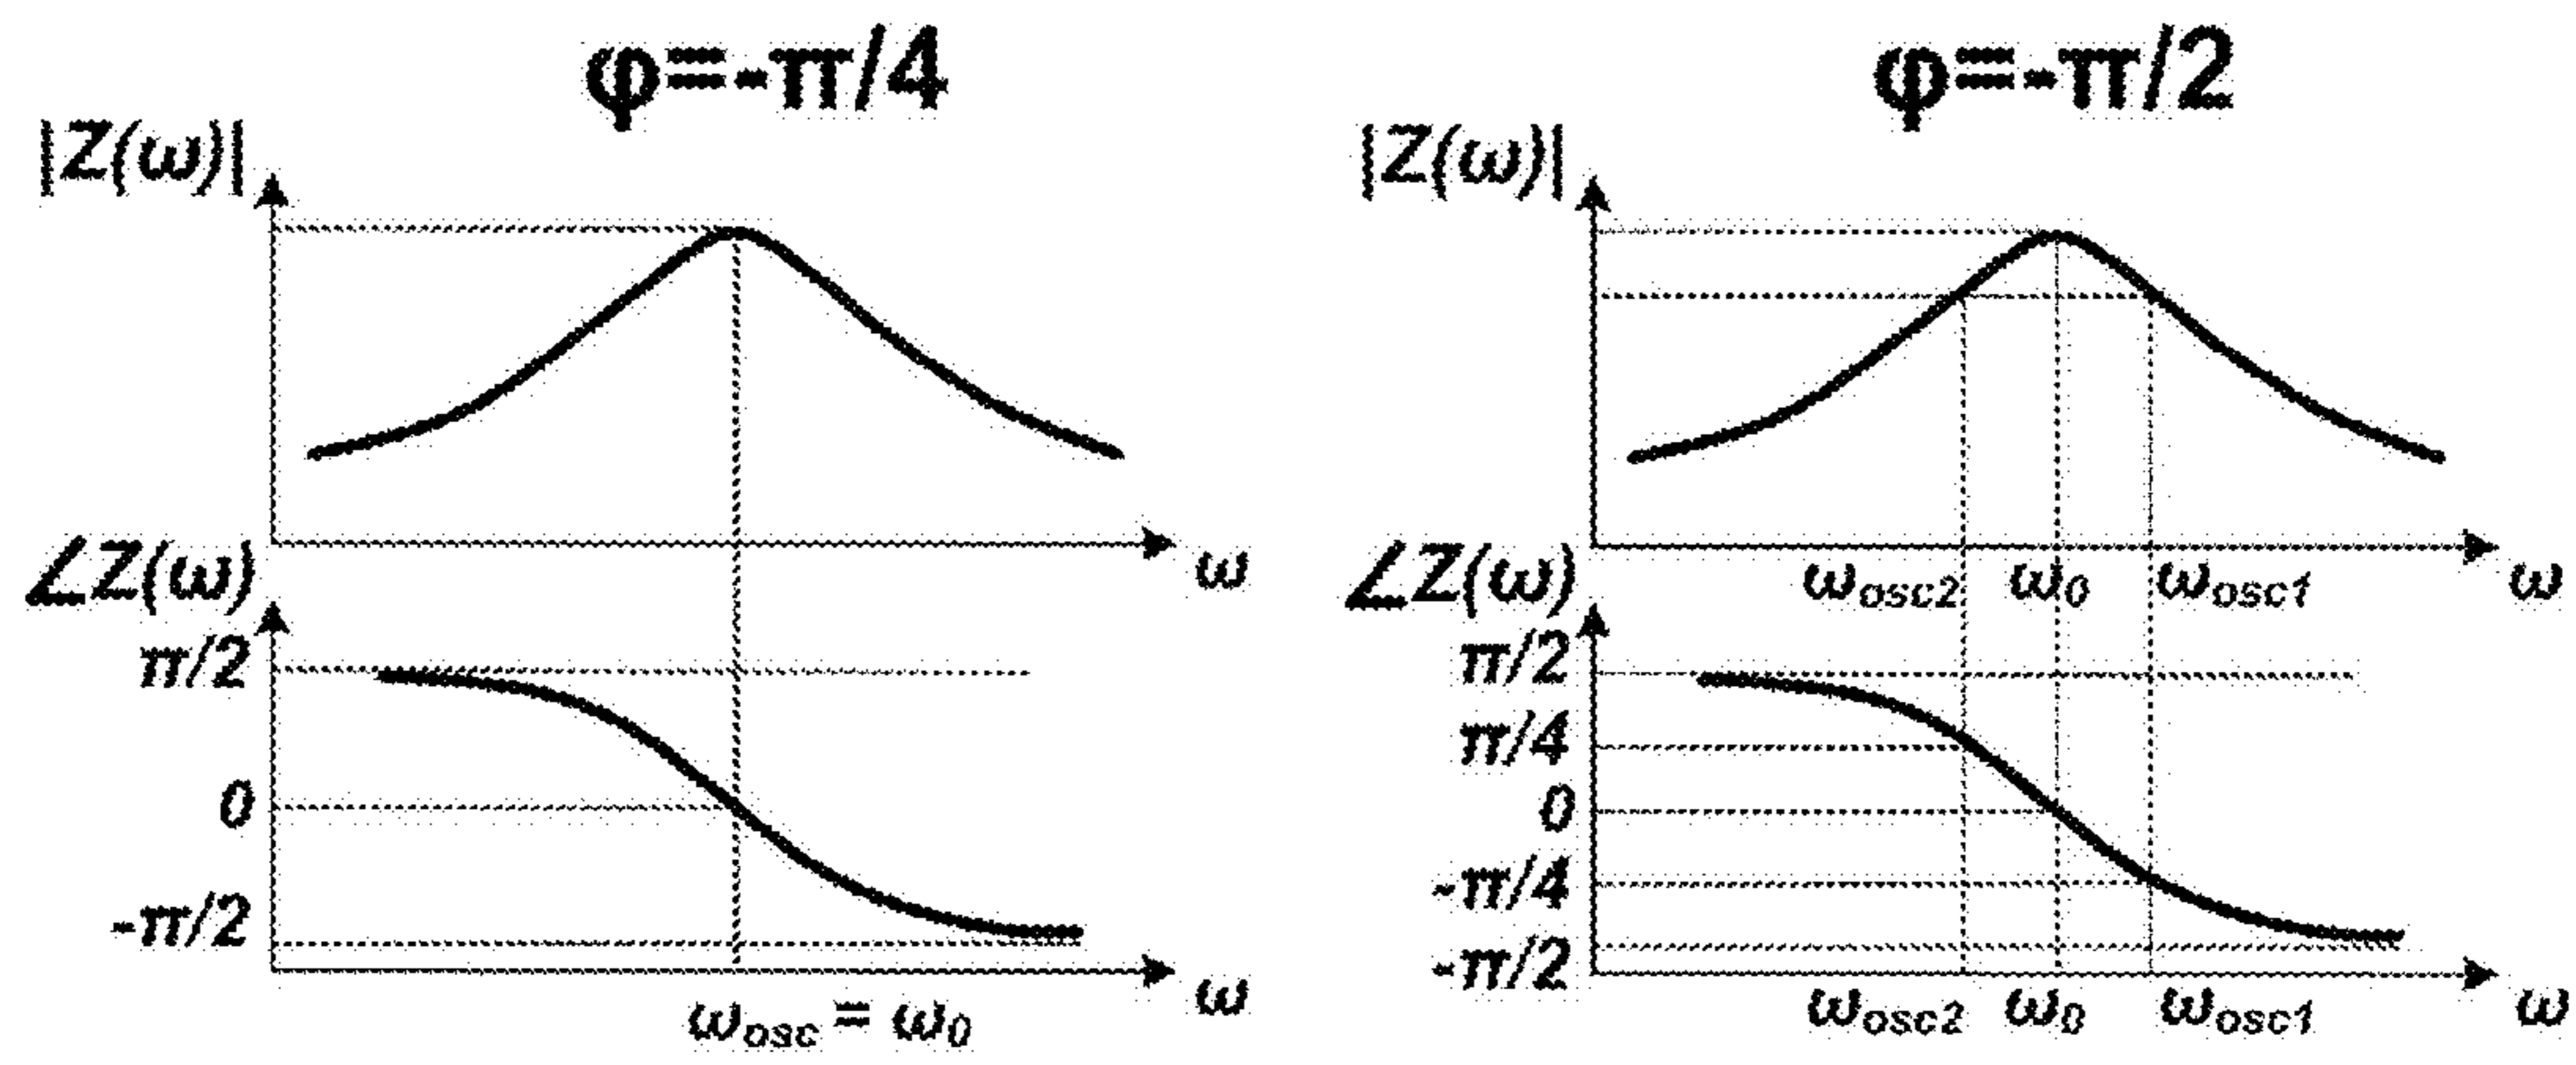 φ=-π/4
|Z(ω)|
ω
∠Z(ω)
π/2
0
-π/2
ω
ωosc = ω0
φ=-π/2
|Z(ω)|
ωosc2 ω0 ωosc1 ω
∠Z(ω)
π/2
π/4
0
-π/4
-π/2
ωosc2 ω0 ωosc1 ω